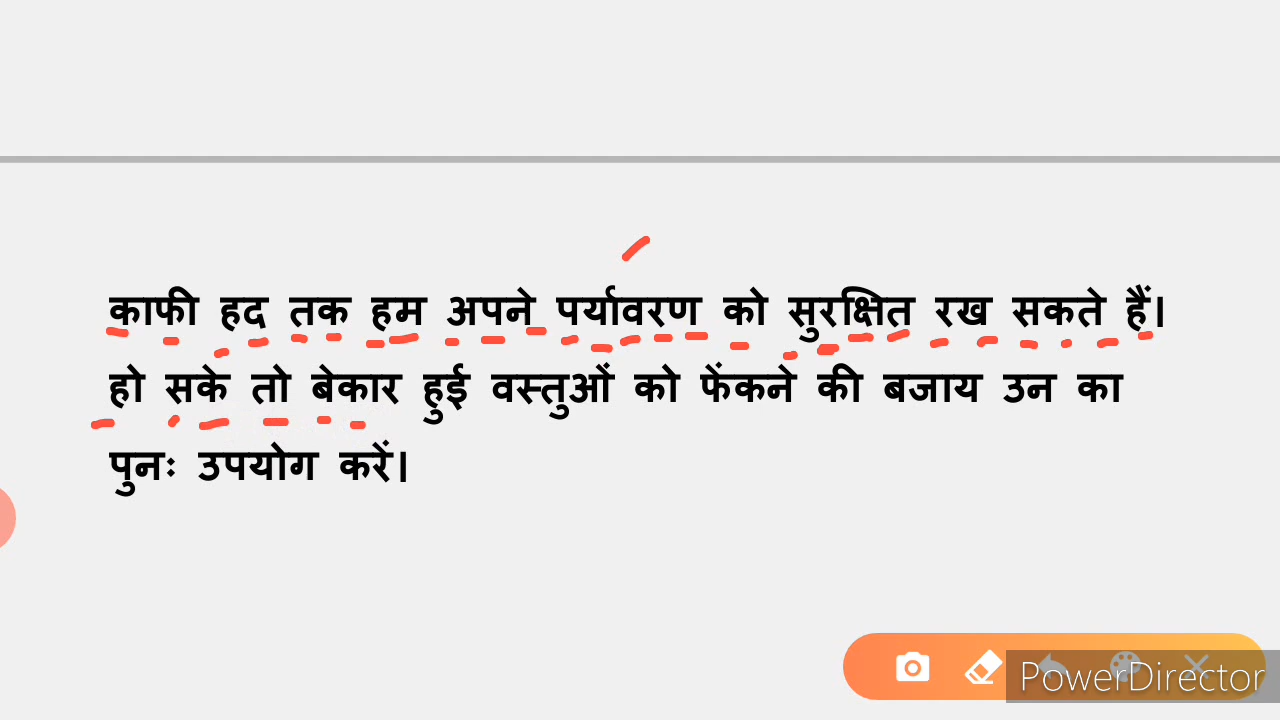 काफी हद तक हम अपने पर्यावरण को सुरक्षित रख सकते हैं।
हो सके तो बेकार हुई वस्तुओं को फेंकने की बजाय उन का
पुनः उपयोग करें।
PowerDirector